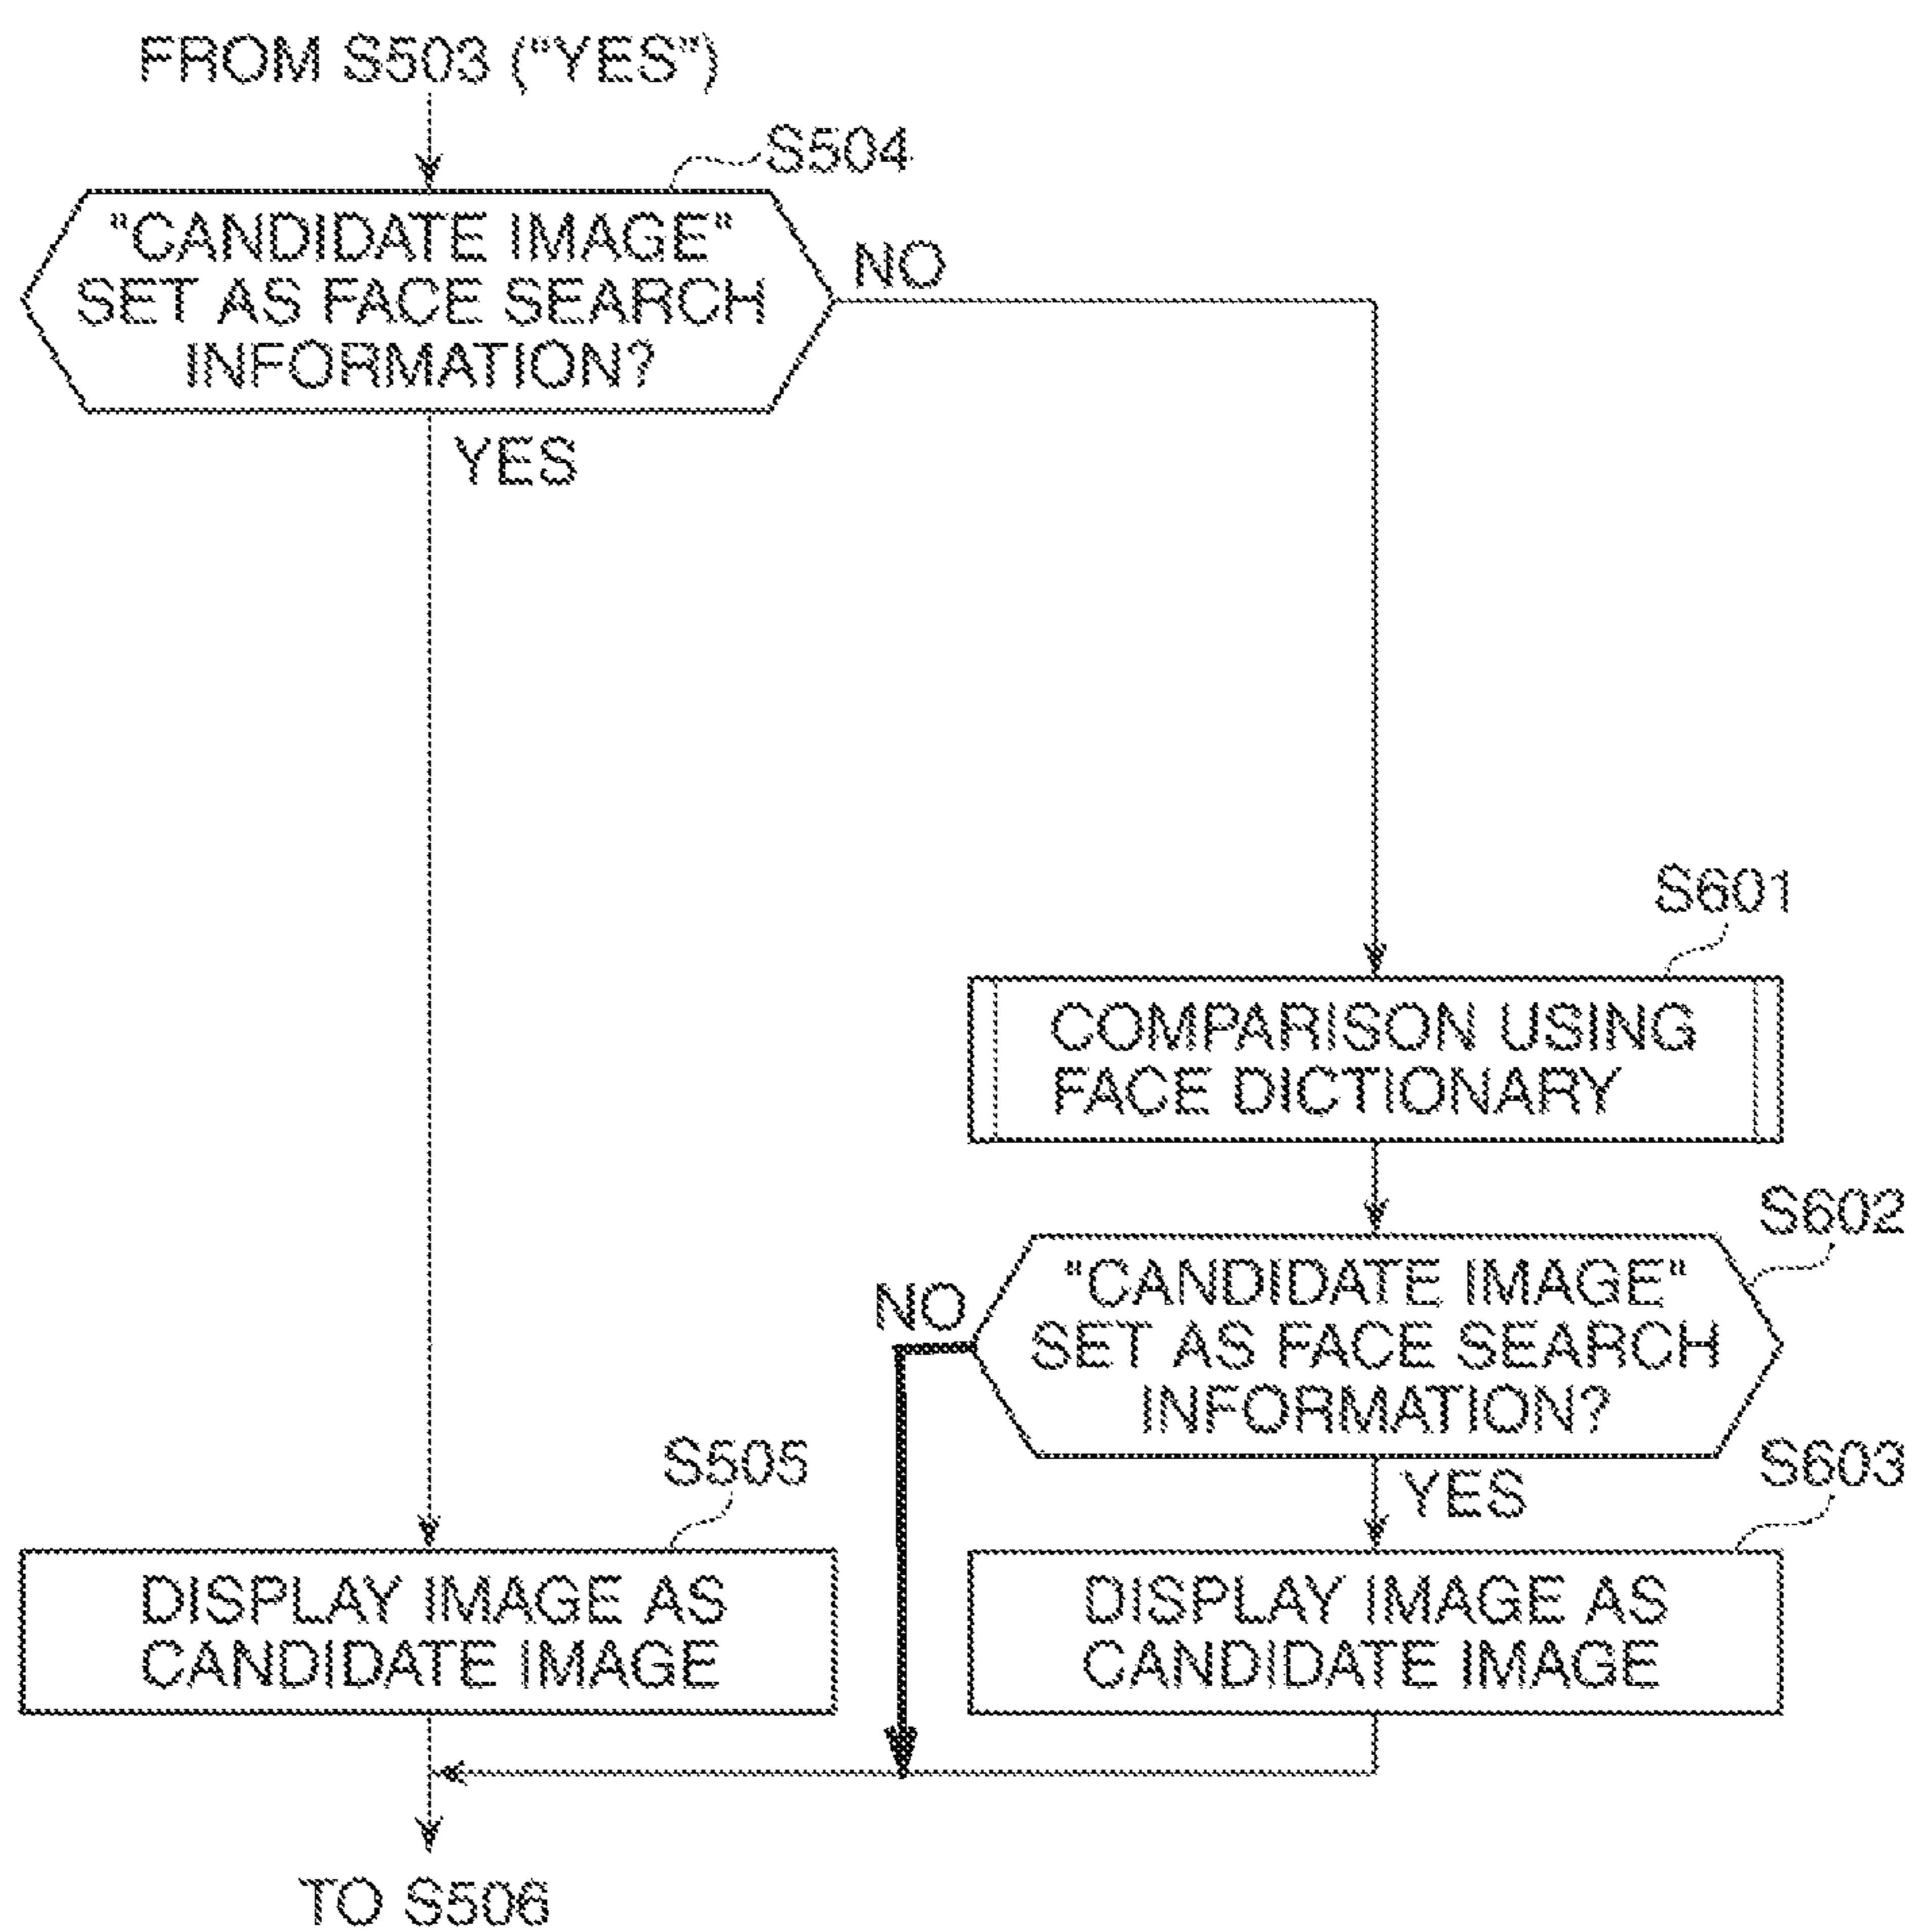 FROM S503 ("YES")
S504
"CANDIDATE IMAGE"
SET AS FACE SEARCH
INFORMATION?
NO
YES
S601
COMPARISON USING
FACE DICTIONARY
S602
"CANDIDATE IMAGE"
SET AS FACE SEARCH
INFORMATION?
NO
YES
S505
DISPLAY IMAGE AS
CANDIDATE IMAGE
S603
DISPLAY IMAGE AS
CANDIDATE IMAGE
TO S506